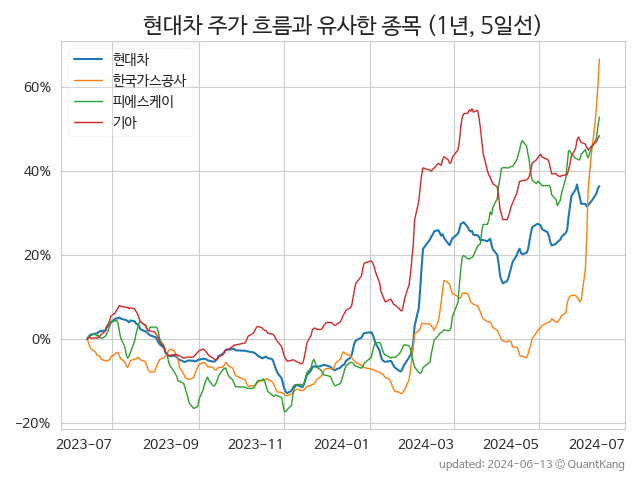 현대차 주가 흐름과 유사한 종목 (1년, 5일선)
현대차
한국가스공사
피에스케이
기아
60%
40%
20%
0%
−20%
2023-07 2023-09 2023-11 2024-01 2024-03 2024-05 2024-07
updated: 2024-06-13 © QuantKang